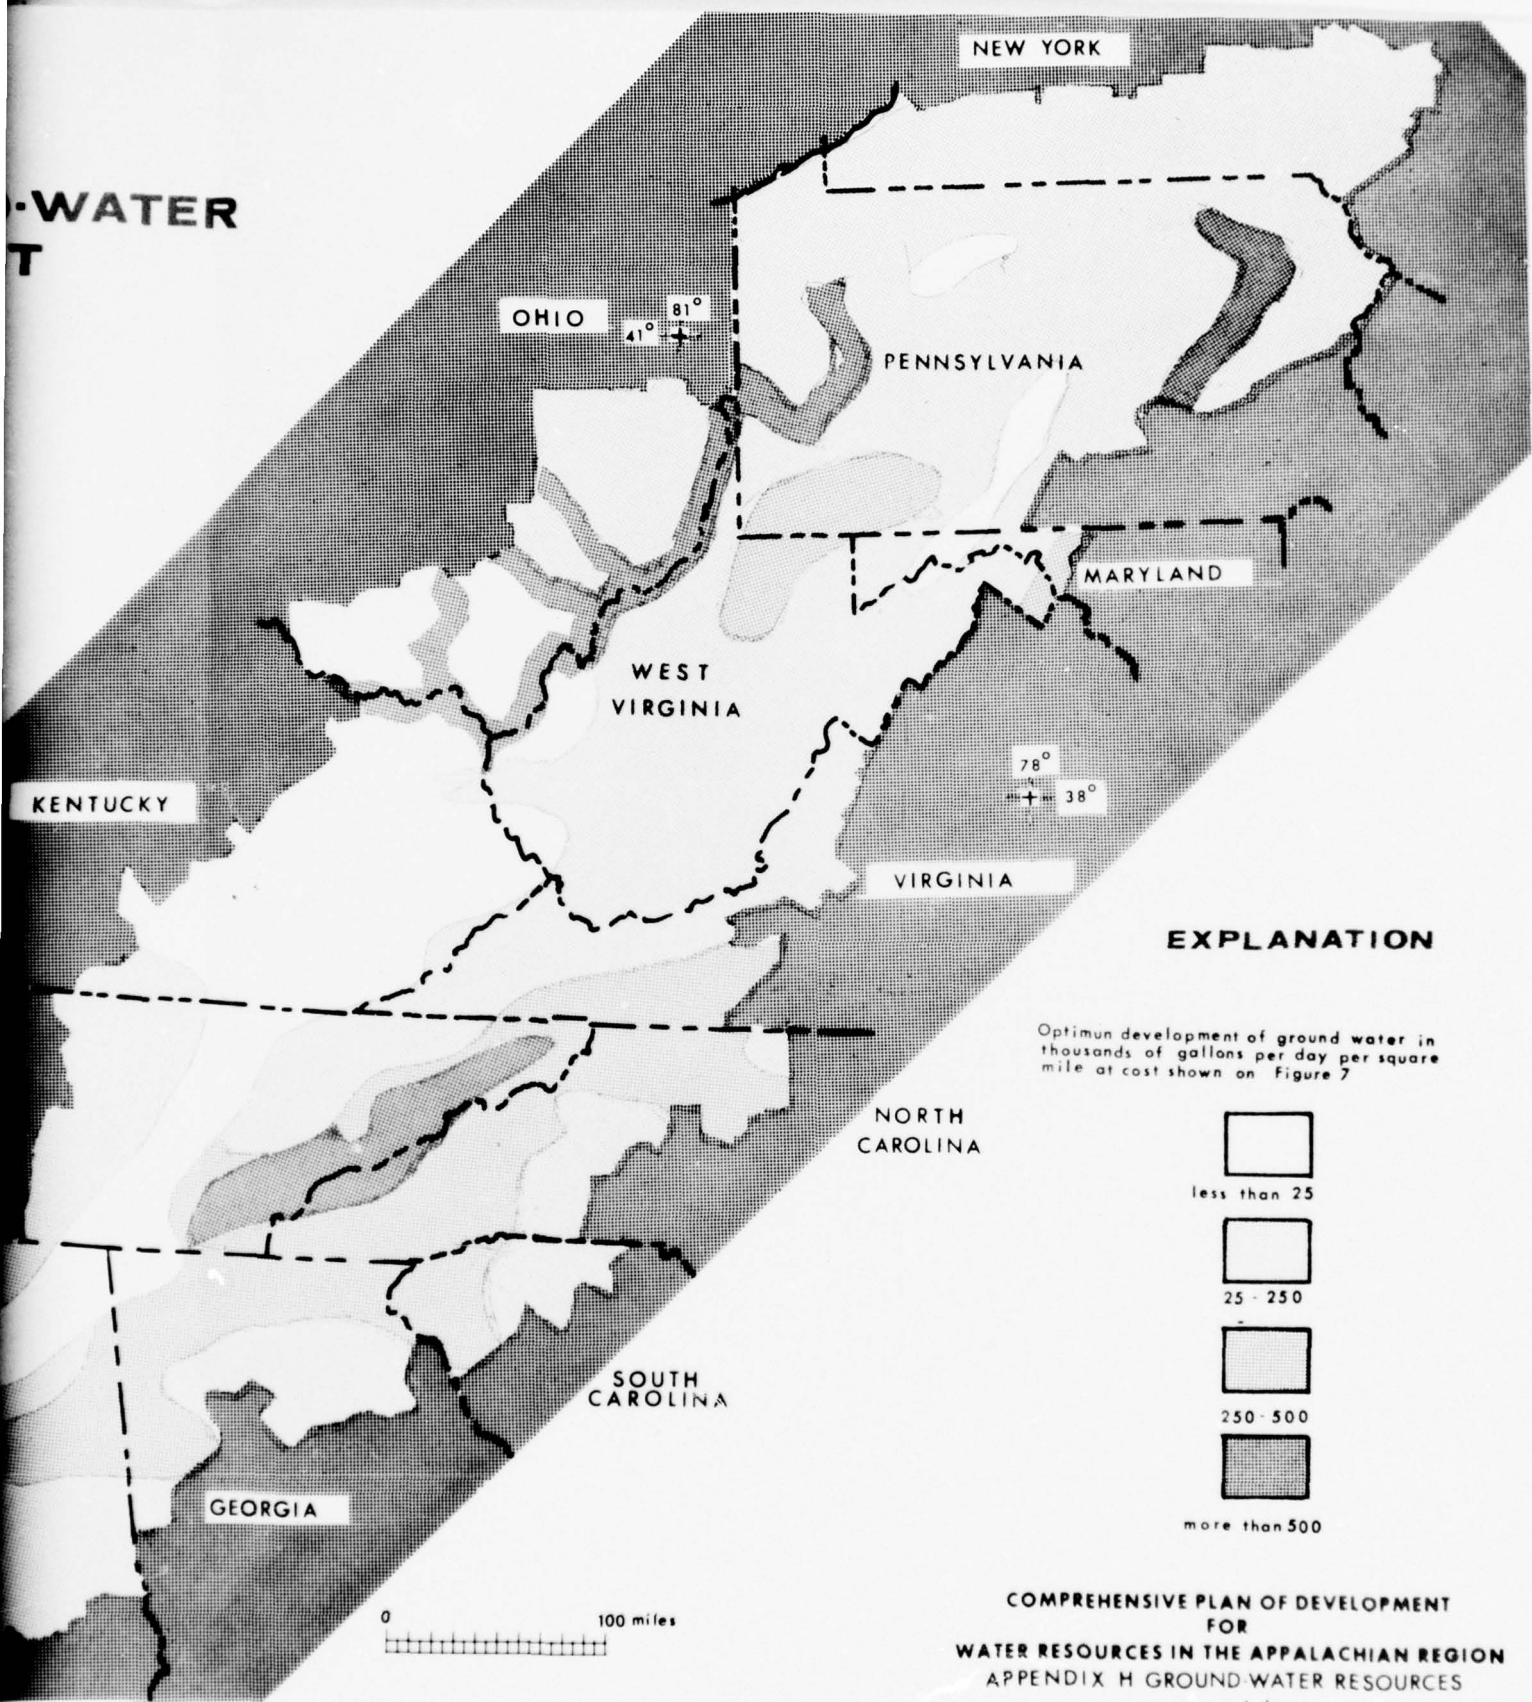 NEW YORK
-WATER
T
81°
OHIO
41°
PENNSYLVANIA
MARYLAND
WEST
VIRGINIA
78°
38°
KENTUCKY
VIRGINIA
EXPLANATION
Optimun development of ground water in
thousands of gallons per day per square
mile at cost shown on Figure 7
NORTH
CAROLINA
less than 25
25 - 250
SOUTH
CAROLINA
250-500
GEORGIA
more than 500
0 100 miles
COMPREHENSIVE PLAN OF DEVELOPMENT
FOR
WATER RESOURCES IN THE APPALACHIAN REGION
APPENDIX H GROUND-WATER RESOURCES